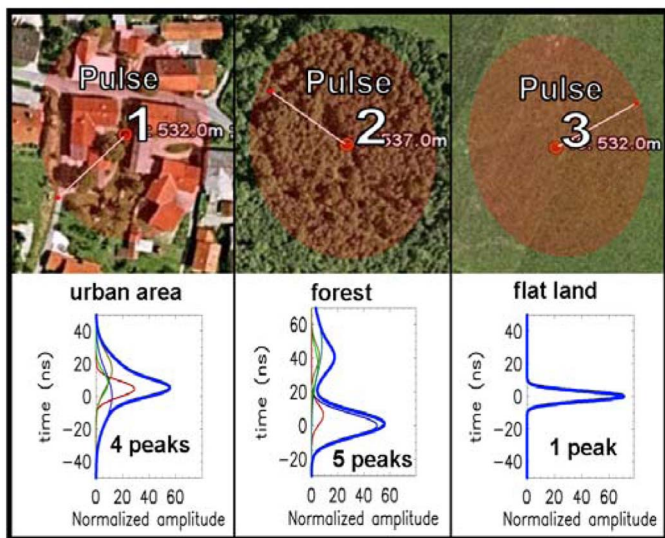 Pulse
1
532.0m
Pulse
2
537.0m
Pulse
3
532.0m
urban area
forest
flat land
time (ns)
40
20
0
-20
-40
4 peaks
0 20 40 60
Normalized amplitude
60
40
20
0
-20
5 peaks
0 20 40 60
Normalized amplitude
time (ns)
40
20
0
-20
-40
1 peak
0 20 40 60
Normalized amplitude